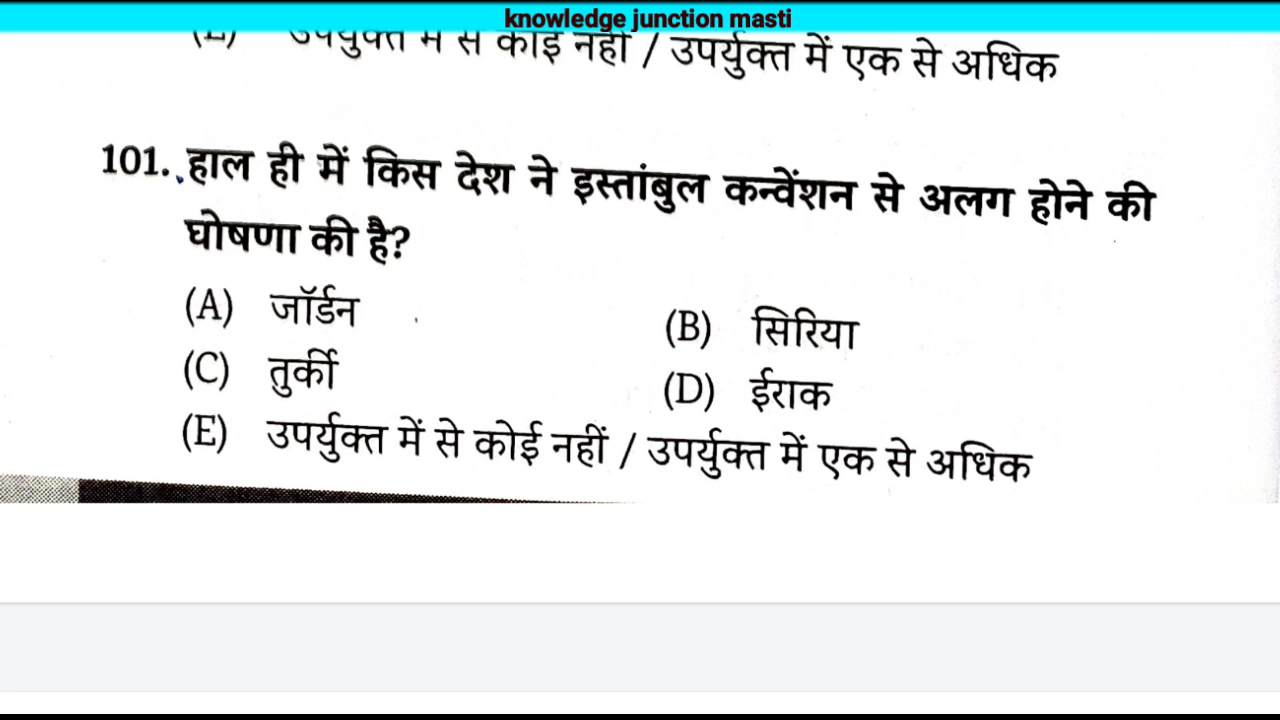 knowledge junction masti
उपर्युक्त में से कोई नहीं / उपर्युक्त में एक से अधिक
101. हाल ही में किस देश ने इस्तांबुल कन्वेंशन से अलग होने की
घोषणा की है?
(A) जॉर्डन
(B) सिरिया
(C) तुर्की
(D) ईराक
(E) उपर्युक्त में से कोई नहीं / उपर्युक्त में एक से अधिक